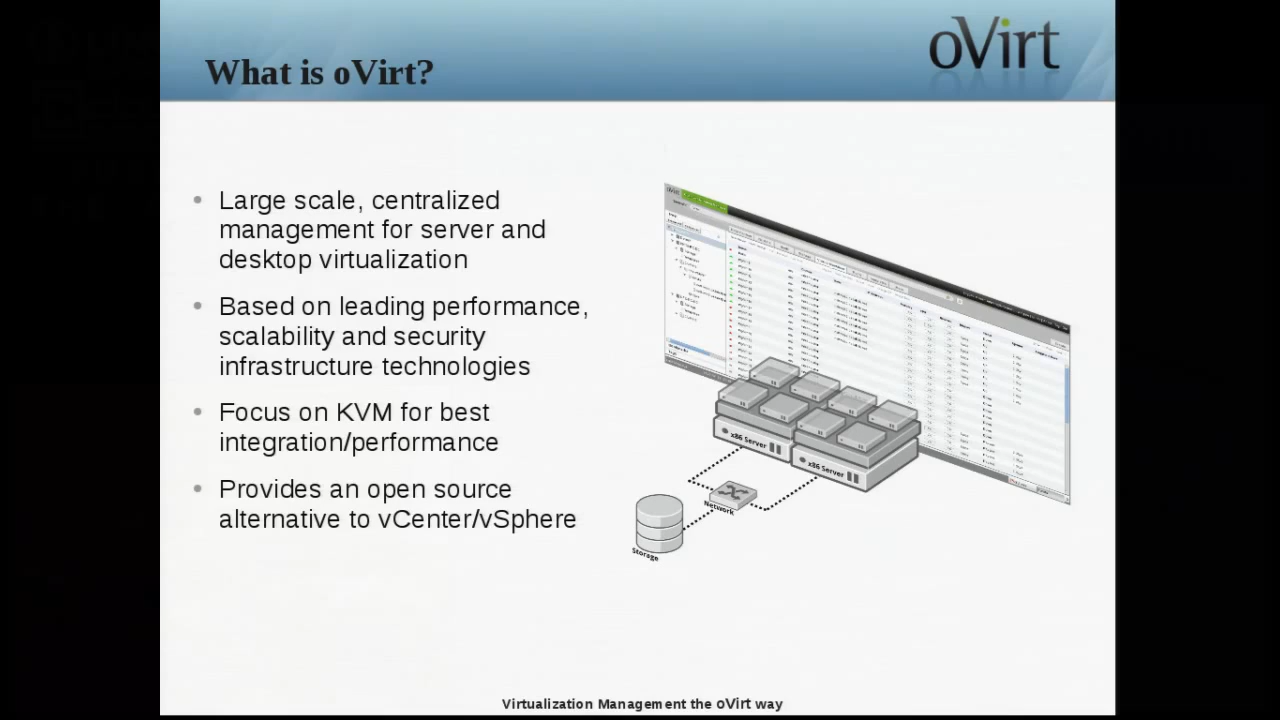 What is oVirt?
oVirt
Large scale, centralized
management for server and
desktop virtualization
Based on leading performance,
scalability and security
infrastructure technologies
Focus on KVM for best
integration/performance
Provides an open source
alternative to vCenter/vSphere
x86 Server
x86 Server
Network
Storage
Virtualization Management the oVirt way